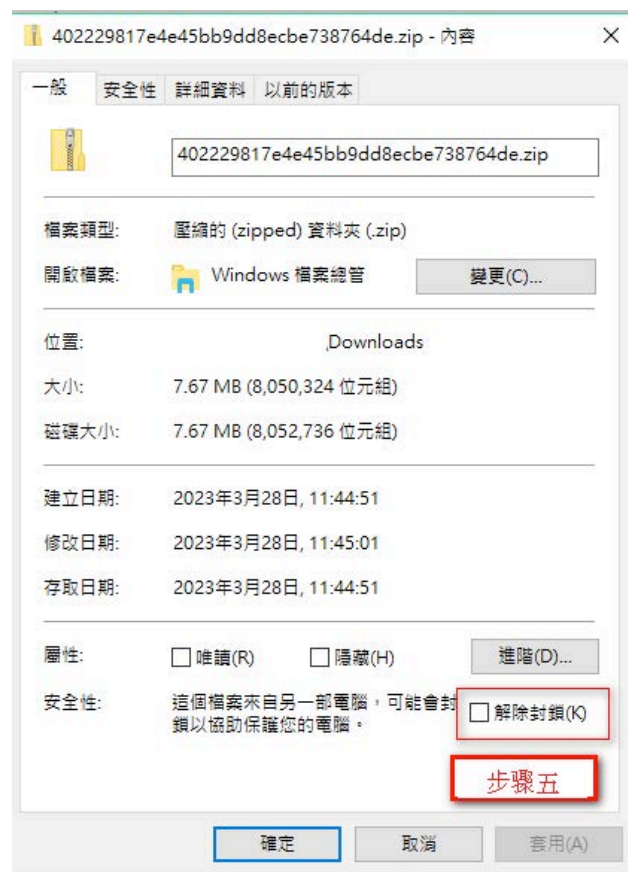 402229817e4e45bb9dd8ecbe738764de.zip - 內容
一般 安全性 詳細資料 以前的版本
402229817e4e45bb9dd8ecbe738764de.zip
檔案類型: 壓縮的 (zipped) 資料夾 (.zip)
開啟檔案: Windows 檔案總管 變更(C)...
位置: Downloads
大小: 7.67 MB (8,050,324 位元組)
磁碟大小: 7.67 MB (8,052,736 位元組)
建立日期: 2023年3月28日, 11:44:51
修改日期: 2023年3月28日, 11:45:01
存取日期: 2023年3月28日, 11:44:51
屬性: 唯讀(R) 隱藏(H) 進階(D)...
安全性: 這個檔案來自另一部電腦，可能會封 解除封鎖(K)
鎖以協助保護您的電腦。
步骤五
確定 取消 套用(A)